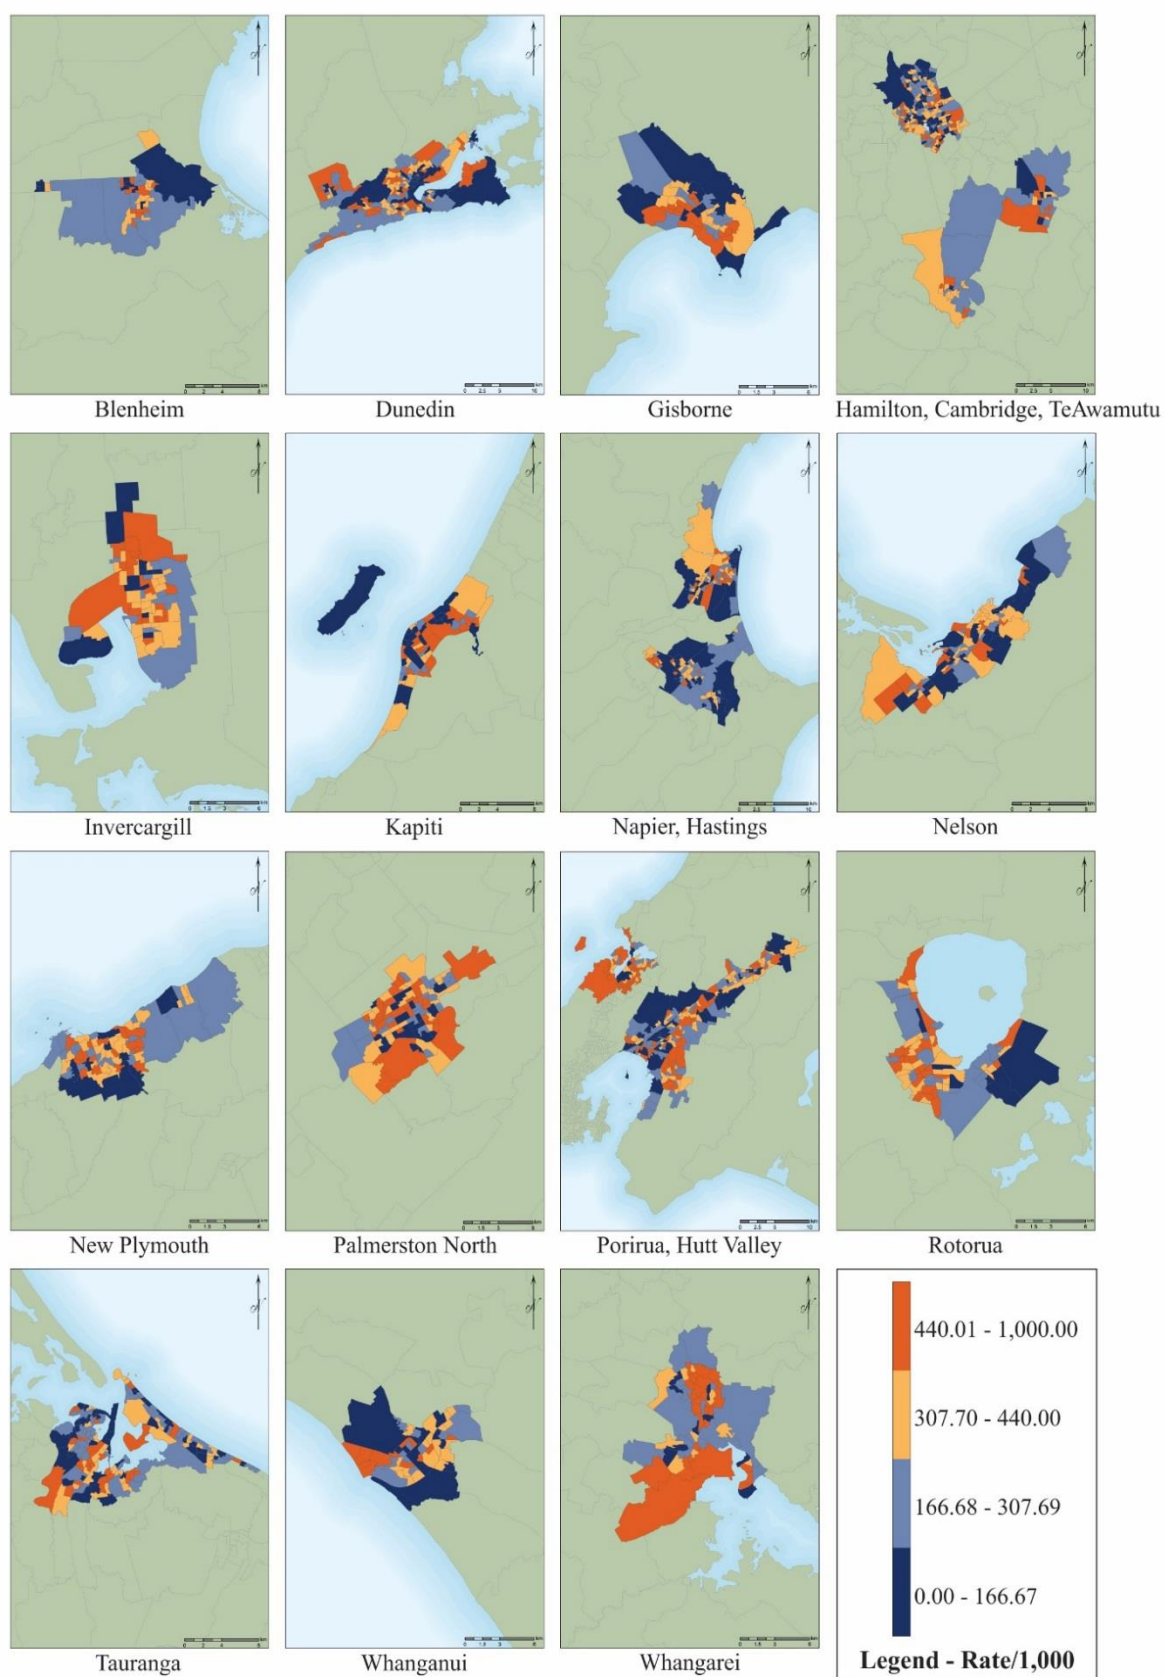 Blenheim
Dunedin
Gisborne
Hamilton, Cambridge, TeAwamutu
Invercargill
Kapiti
Napier, Hastings
Nelson
New Plymouth
Palmerston North
Porirua, Hutt Valley
Rotorua
Tauranga
Whanganui
Whangarei
440.01 - 1,000.00
307.70 - 440.00
166.68 - 307.69
0.00 - 166.67
Legend - Rate/1,000